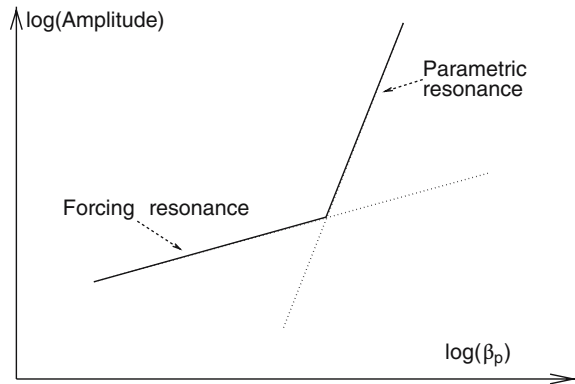 log(Amplitude)
Parametric
resonance
Forcing resonance
log(βp)